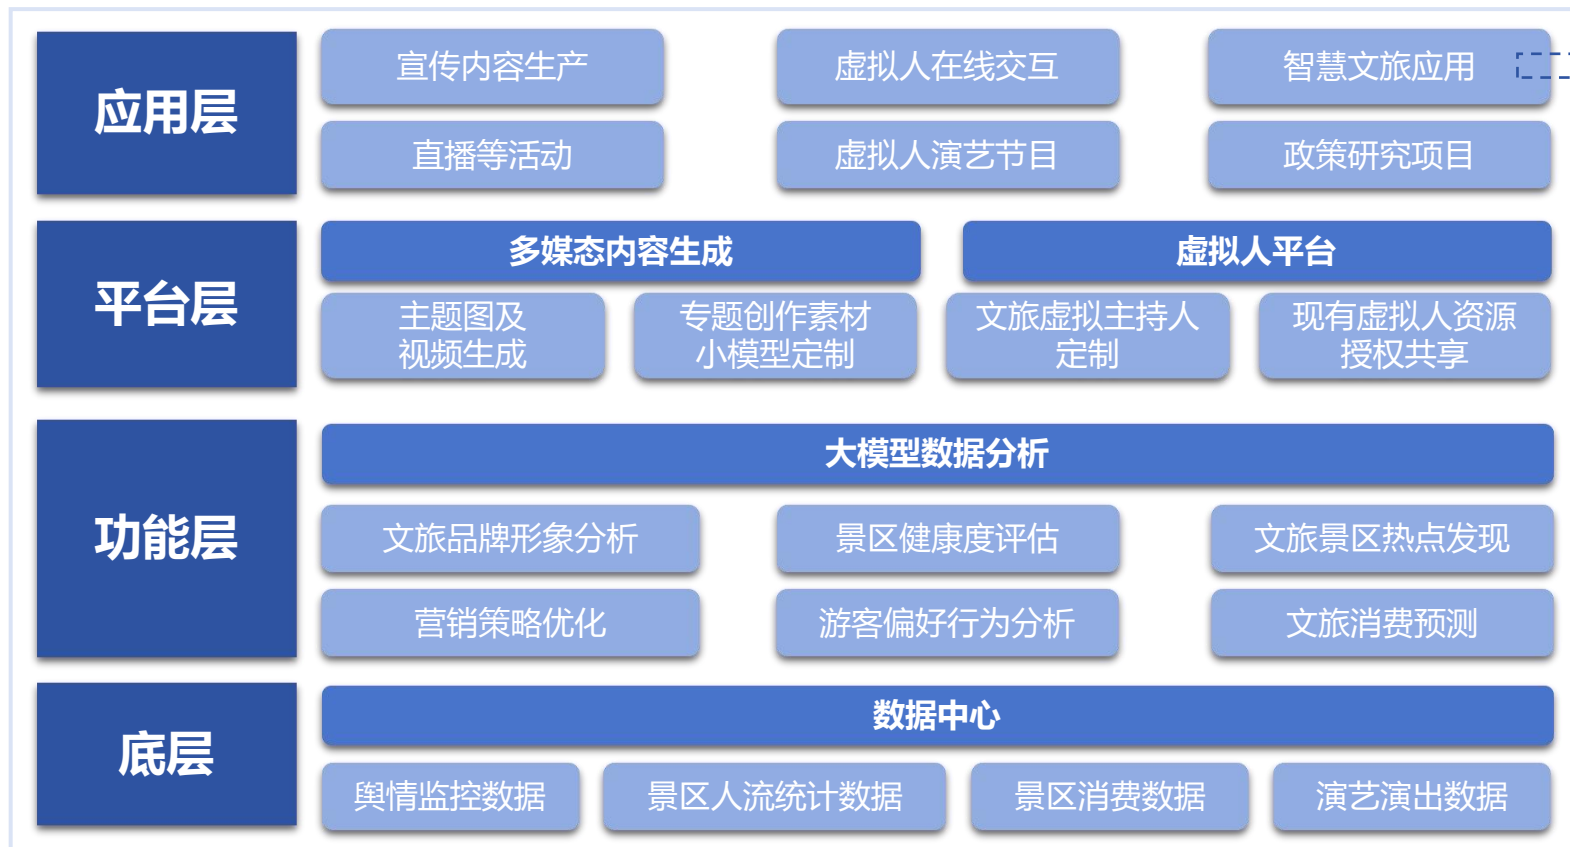 应用层
宣传内容生产
虚拟人在线交互
智慧文旅应用
直播等活动
虚拟人演艺节目
政策研究项目
平台层
多媒态内容生成
虚拟人平台
主题图及
视频生成
专题创作素材
小模型定制
文旅虚拟主持人
定制
现有虚拟人资源
授权共享
功能层
大模型数据分析
文旅品牌形象分析
景区健康度评估
文旅景区热点发现
营销策略优化
游客偏好行为分析
文旅消费预测
底层
数据中心
舆情监控数据
景区人流统计数据
景区消费数据
演艺演出数据